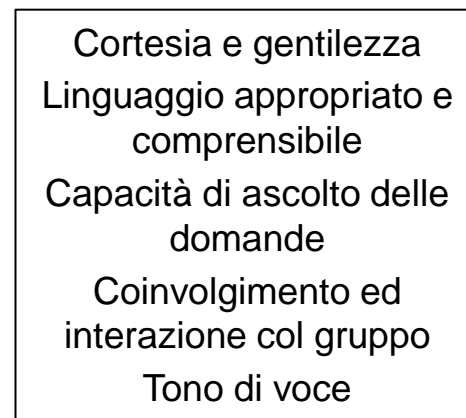 Cortesia e gentilezza
Linguaggio appropriato e
comprensibile
Capacità di ascolto delle
domande
Coinvolgimento ed
interazione col gruppo
Tono di voce